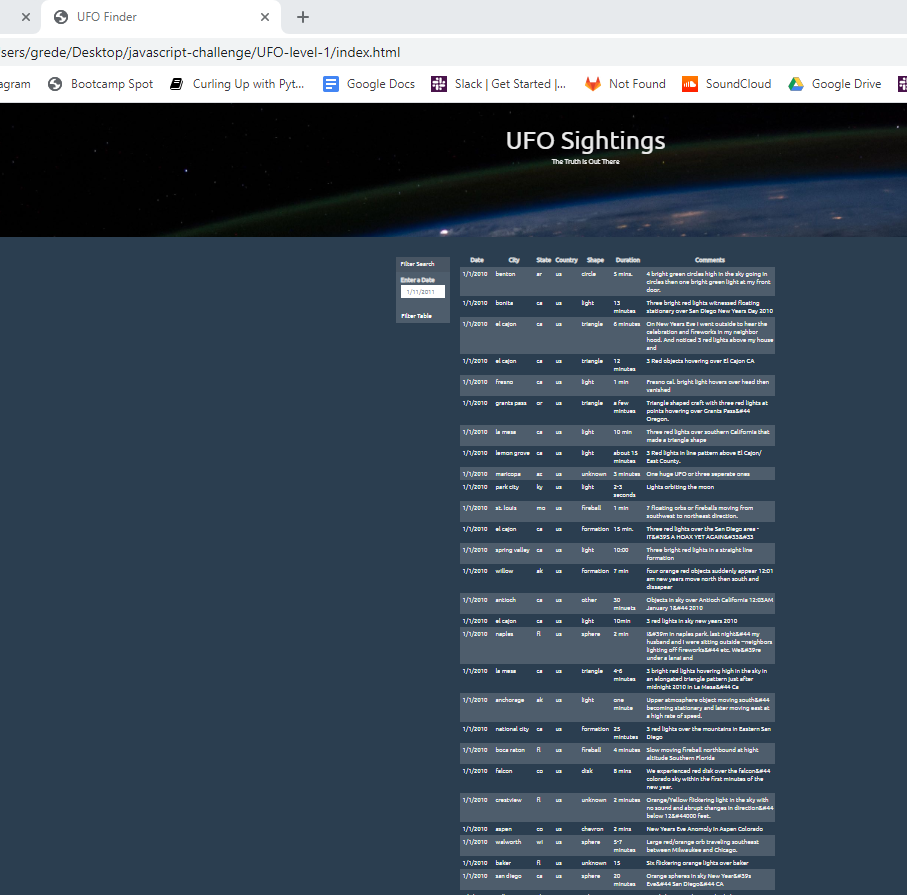 UFO Finder
sers/grede/Desktop/javascript-challenge/UFO-level-1/index.html
agram Bootcamp Spot Curling Up with Pyt... Google Docs Slack | Get Started |... Not Found SoundCloud Google Drive
UFO Sightings
The Truth Is Out There
Filter Search
Enter a Date
1/11/2011
Filter Table
Date City State Country Shape Duration Comments
1/1/2010 benton ar us circle 5 mins. 4 bright green circles high in the sky going in
circles then one bright green light at my front
door.
1/1/2010 bonita ca us light 13 Three bright red lights witnessed floating
minutes stationary over San Diego New Years Day 2010
1/1/2010 el cajon ca us triangle 6 minutes On New Years Eve I went outside to hear the
celebration and fireworks in my neighbor
hood. And noticed 3 red lights above my house
and
1/1/2010 el cajon ca us triangle 12 3 Red objects hovering over El Cajon CA
minutes
1/1/2010 fresno ca us light 1 min Fresno cal. bright light hovers over head then
vanished
1/1/2010 grants pass or us triangle a few Triangle shaped craft with three red lights at
mintues points hovering over Grants Pass&#44
Oregon.
1/1/2010 la mesa ca us light 10 min Three red lights over southern California that
made a triangle shape
1/1/2010 lemon grove ca us light about 15 3 Red lights in line pattern above El Cajon/
minutes East County.
1/1/2010 maricopa ac us unknown 3 minutes One huge UFO or three separate ones
1/1/2010 park city ky us light 2-3 Lights orbiting the moon
seconds
1/1/2010 st. louis mo us fireball 1 min 7 floating orbs or fireballs moving from
southwest to northeast direction.
1/1/2010 el cajon ca us formation 15 min. Three red lights over the San Diego area -
IT&#39S A HOAX YET AGAIN&#33&#33
1/1/2010 spring valley ca us light 10:00 Three bright red lights in a straight line
formation
1/1/2010 willow ak us formation 7 min four orange red objects suddenly appear 12:01
am new years move north then south and
dissapear
1/1/2010 antioch ca us other 30 Objects in sky over Antioch California 12:03AM
minuets January 1&#44 2010
1/1/2010 el cajon ca us light 10min 3 red lights in sky new years 2010
1/1/2010 naples fl us sphere 2 min I&#39m in naples park. last night&#44 my
husband and I were sitting outside ~neighbors
lighting off fireworks&#44 etc. We&#39re
under a lanai and
1/1/2010 la mesa ca us triangle 4-6 3 bright red lights hovering high in the sky in
minutes an elongated triangle pattern just after
midnight 2010 in La Mesa&#44 Ca
1/1/2010 anchorage ak us light one Upper atmosphere object moving south&#44
minute becoming stationary and later moving east at
a high rate of speed.
1/1/2010 national city ca us formation 25 3 red lights over the mountains in Eastern San
mintutes Diego
1/1/2010 boca raton fl us fireball 4 minutes Slow moving fireball northbound at hight
altitude Southern Florida
1/1/2010 falcon co us disk 8 mins We experienced red disk over the falcon&#44
colorado sky within the first minutes of the
new year.
1/1/2010 crestview fl us unknown 2 minutes Orange/Yellow flickering light in the sky with
no sound and abrupt changes in direction&#44
below 12&#44000 feet.
1/1/2010 aspen co us chevron 2 mins New Years Eve Anomoly in Aspen Colorado
1/1/2010 walworth wi us sphere 5-7 Large red/orange orb traveling southeast
minutes between Milwaukee and Chicago.
1/1/2010 baker fl us unknown 15 Six flickering orange lights over baker
1/1/2010 san diego ca us sphere 20 Orange spheres in sky New Year&#39s
minutes Eve&#44 San Diego&#44 CA